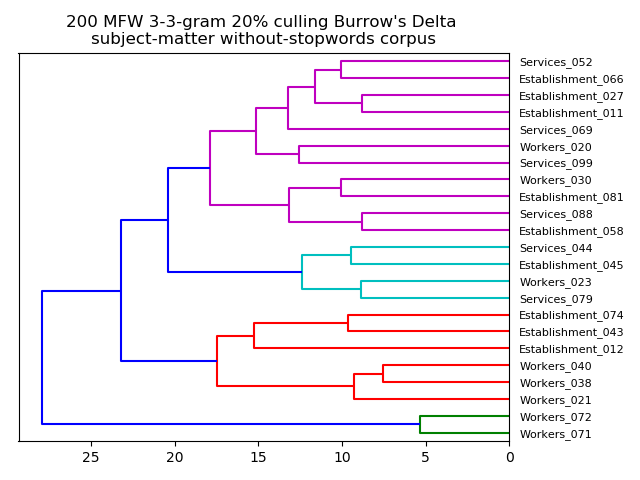 200 MFW 3-3-gram 20% culling Burrow's Delta
subject-matter without-stopwords corpus
Services_052
Establishment_066
Establishment_027
Establishment_011
Services_069
Workers_020
Services_099
Workers_030
Establishment_081
Services_088
Establishment_058
Services_044
Establishment_045
Workers_023
Services_079
Establishment_074
Establishment_043
Establishment_012
Workers_040
Workers_038
Workers_021
Workers_072
Workers_071
25 20 15 10 5 0